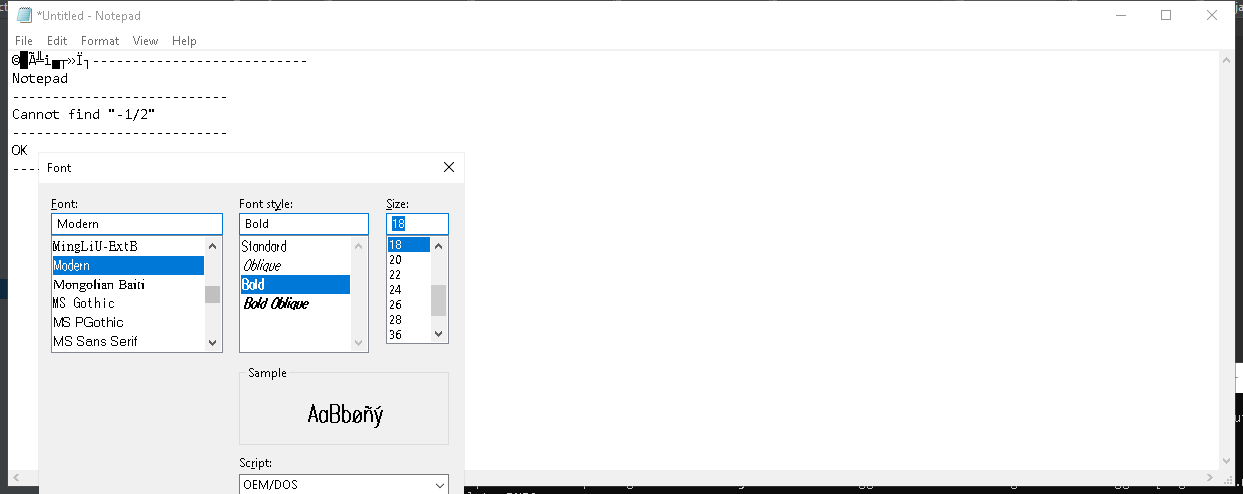 *Untitled - Notepad
File Edit Format View Help
---------------------------
Notepad
---------------------------
Cannot find "-1/2"
---------------------------
OK
----
Font
Font:
Font style:
Size:
Modern
Bold
18
MingLiU-ExtB
Modern
Mongolian Baiti
MS Gothic
MS PGothic
MS Sans Serif
Standard
Oblique
Bold
Bold Oblique
18
20
22
24
26
28
36
Sample
AaBbøñý
Script:
OEM/DOS